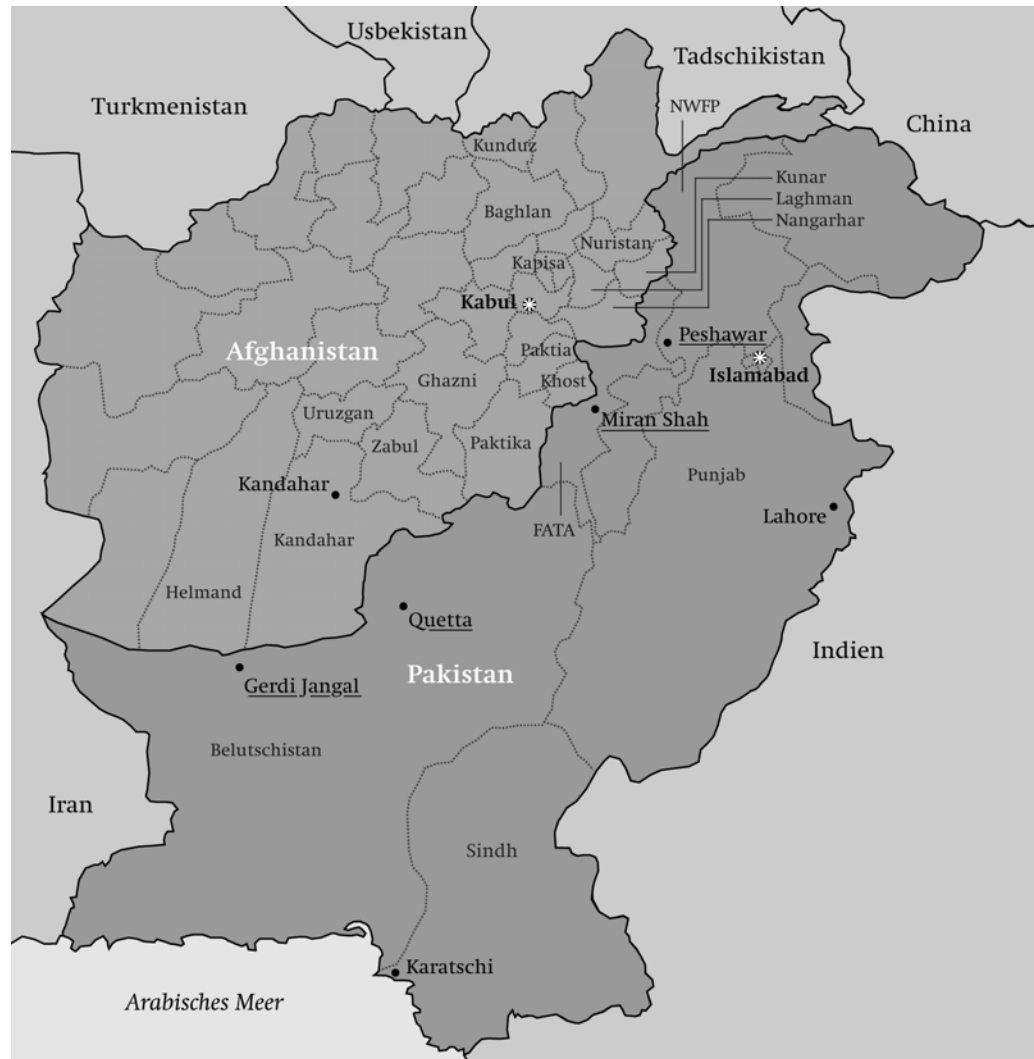 Usbekistan
Tadschikistan
Turkmenistan
NWFP
China
Kunduz
Kunar
Laghman
Nangarhar
Baghlan
Nuristan
Kapisa
Kabul
Peshawar
Afghanistan
Paktia
Islamabad
Ghazni
Khost
Uruzgan
Miran Shah
Zabul
Paktika
Punjab
Kandahar
Lahore
FATA
Kandahar
Helmand
Quetta
Indien
Pakistan
Gerdi Jangal
Belutschistan
Iran
Sindh
Karatschi
Arabisches Meer